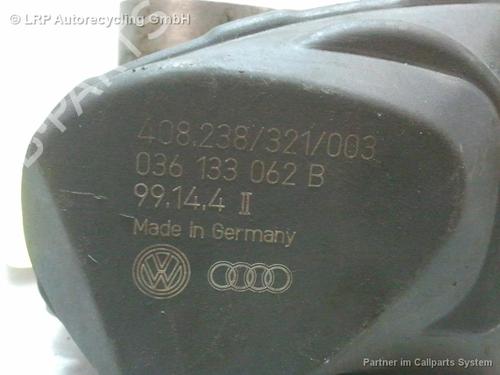 © LRP Autorecycling GmbH
408.238/321/003
036 133 062 B
99.14.4 II
Made in Germany
Partner im Callparts System